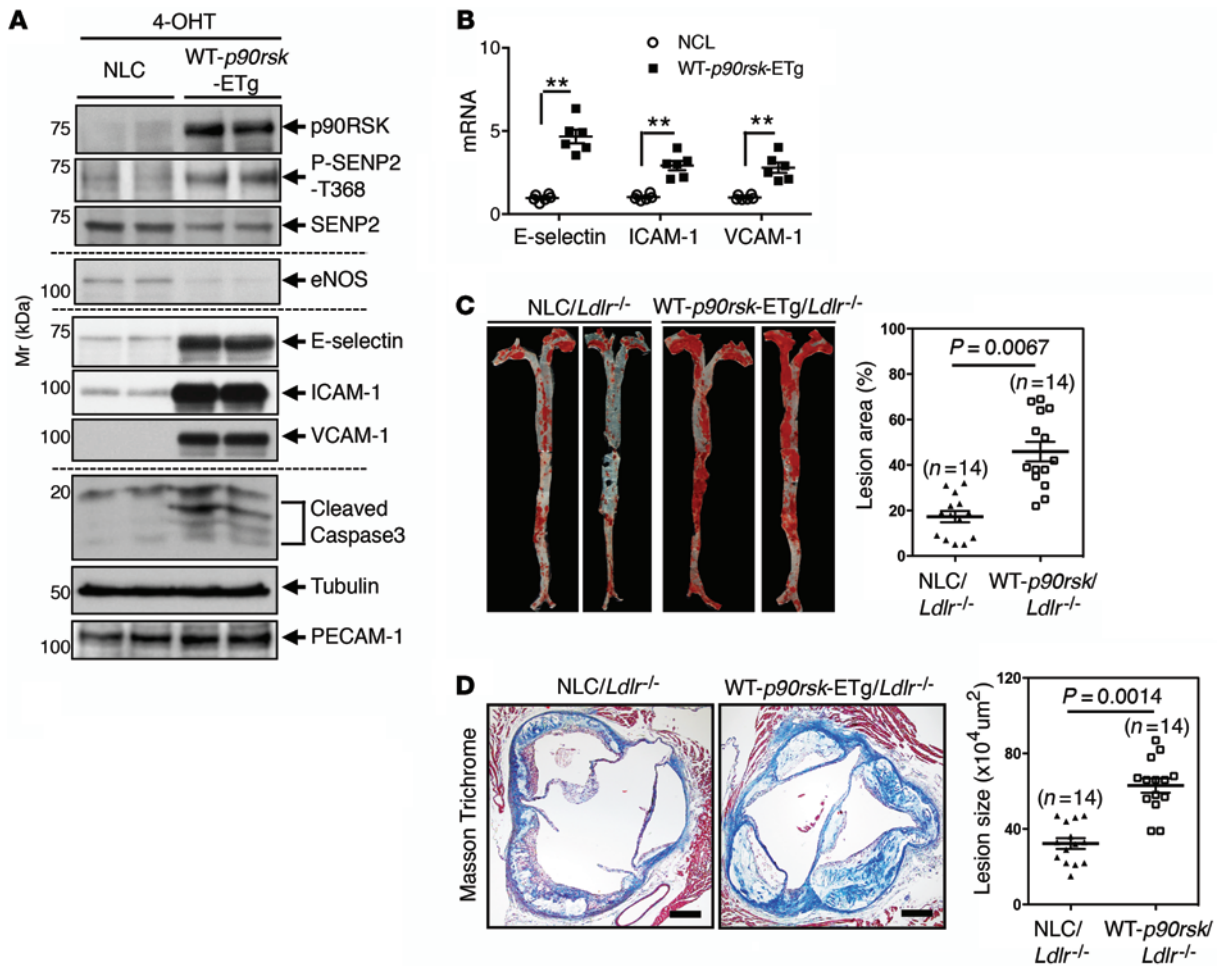 A
4-OHT
NLC
WT-p90rsk
-ETg
Mr (kDa)
75
p90RSK
75
P-SENP2
-T368
75
SENP2
100
eNOS
75
E-selectin
100
ICAM-1
100
VCAM-1
20
Cleaved
Caspase3
50
Tubulin
100
PECAM-1
B
NCL
WT-p90rsk-ETg
mRNA
10
5
0
**
**
**
E-selectin
ICAM-1
VCAM-1
C
NLC/Ldlr-/-
WT-p90rsk-ETg/Ldlr-/-
Lesion area (%)
100
80
60
40
20
0
P = 0.0067
(n=14)
(n=14)
NLC/
Ldlr-/-
WT-p90rsk/
Ldlr-/-
D
Masson Trichrome
NLC/Ldlr-/-
WT-p90rsk-ETg/Ldlr-/-
Lesion size (x10⁴um²)
120
80
40
0
P = 0.0014
(n=14)
(n=14)
NLC/
Ldlr-/-
WT-p90rsk/
Ldlr-/-